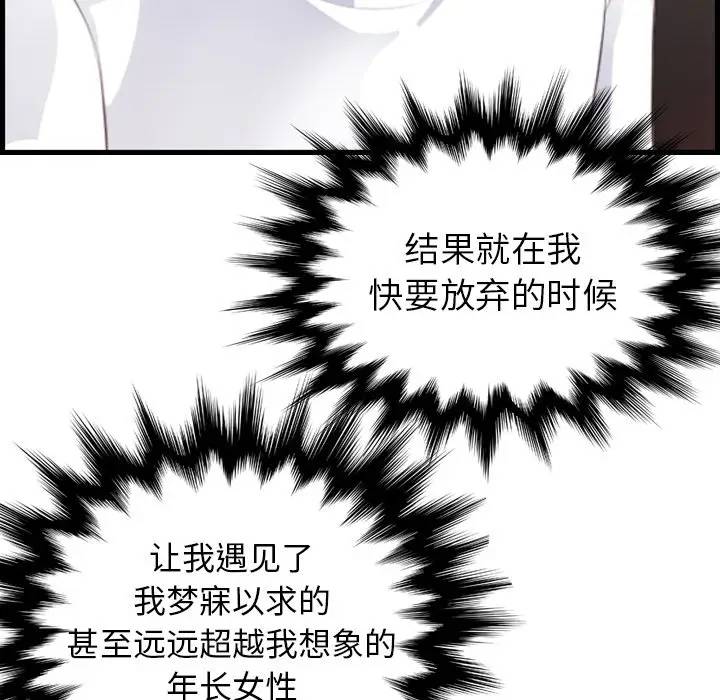 结果就在我
快要放弃的时候
让我遇见了
我梦寐以求的
甚至远远超越我想象的
年长女性